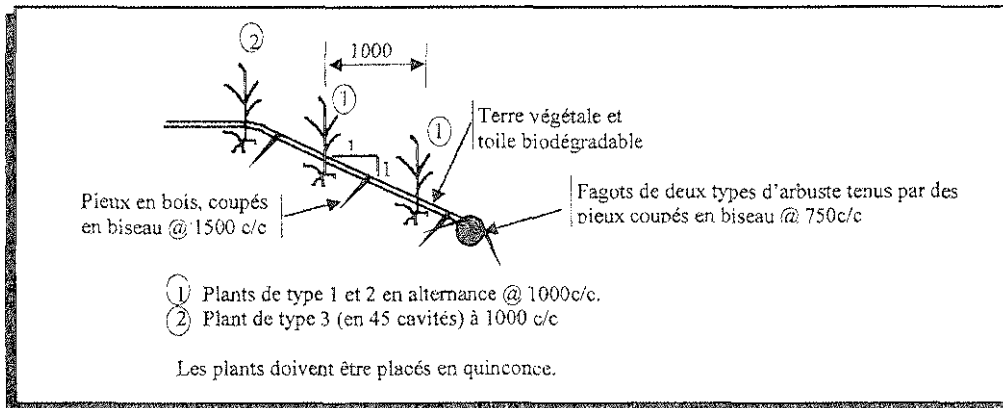 2
1000
1
1
Terre végétale et
toile biodégradable
1
1
Pieux en bois, coupés
en biseau @ 1500 c/c
Fagots de deux types d'arbuste tenus par des
pieux coupés en biseau @ 750c/c
1 Plants de type 1 et 2 en alternance @ 1000c/c.
2 Plant de type 3 (en 45 cavités) à 1000 c/c
Les plants doivent être placés en quinconce.